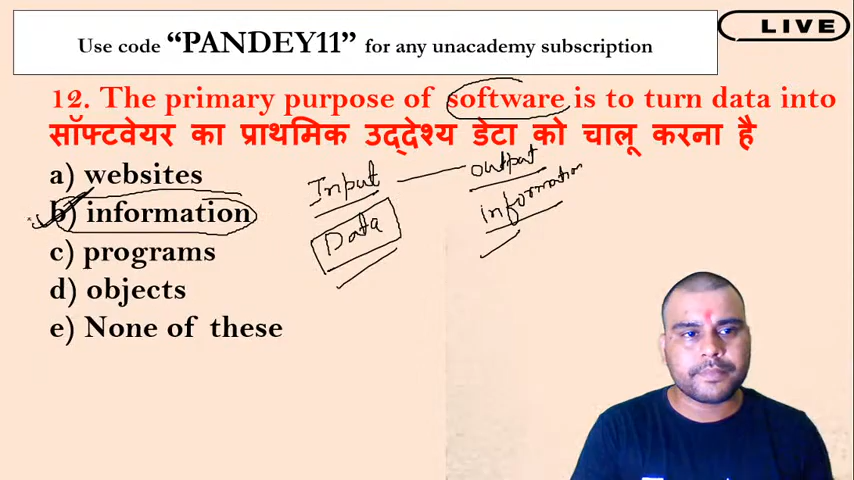 LIVE
Use code “PANDEY11” for any unacademy subscription
12. The primary purpose of software is to turn data into
सॉफ्टवेयर का प्राथमिक उद्देश्य डेटा को चालू करना है
a) websites
b) information
c) programs
d) objects
e) None of these
Input output
Data information